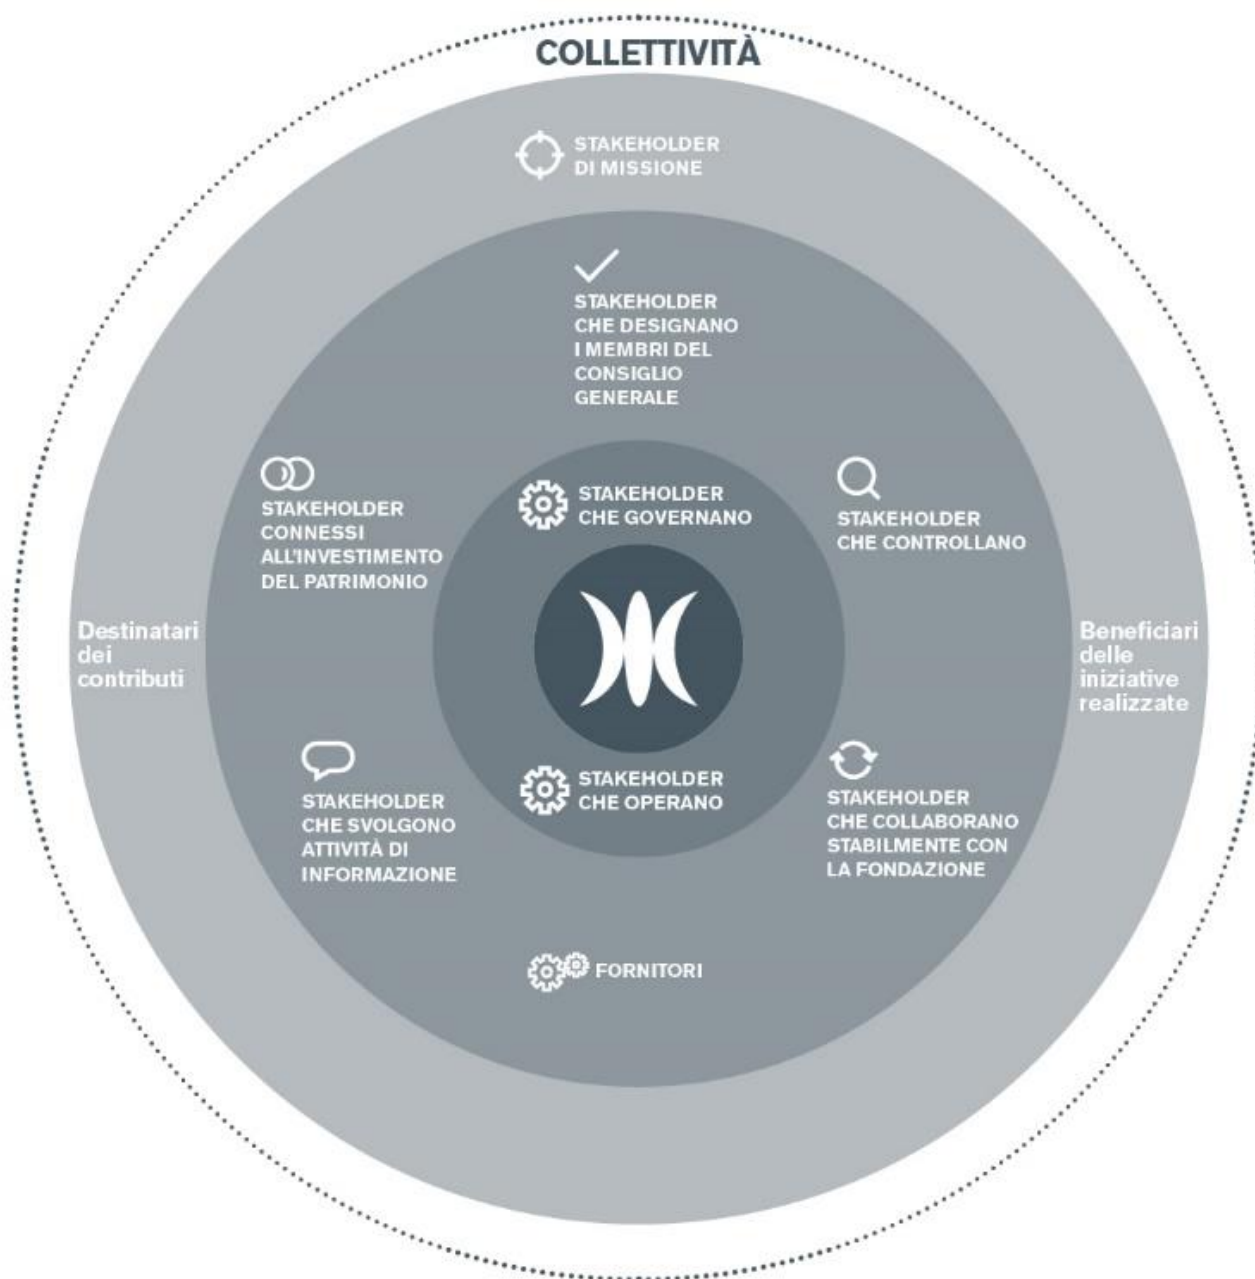 COLLETTIVITÀ
STAKEHOLDER
DI MISSIONE
STAKEHOLDER
CHE DESIGNANO
I MEMBRI DEL
CONSIGLIO
GENERALE
STAKEHOLDER
CONNESSI
ALL'INVESTIMENTO
DEL PATRIMONIO
STAKEHOLDER
CHE GOVERNANO
STAKEHOLDER
CHE CONTROLLANO
Destinatari
dei
contributi
Beneficiari
delle
iniziative
realizzate
STAKEHOLDER
CHE SVOLGONO
ATTIVITÀ DI
INFORMAZIONE
STAKEHOLDER
CHE OPERANO
STAKEHOLDER
CHE COLLABORANO
STABILMENTE CON
LA FONDAZIONE
FORNITORI